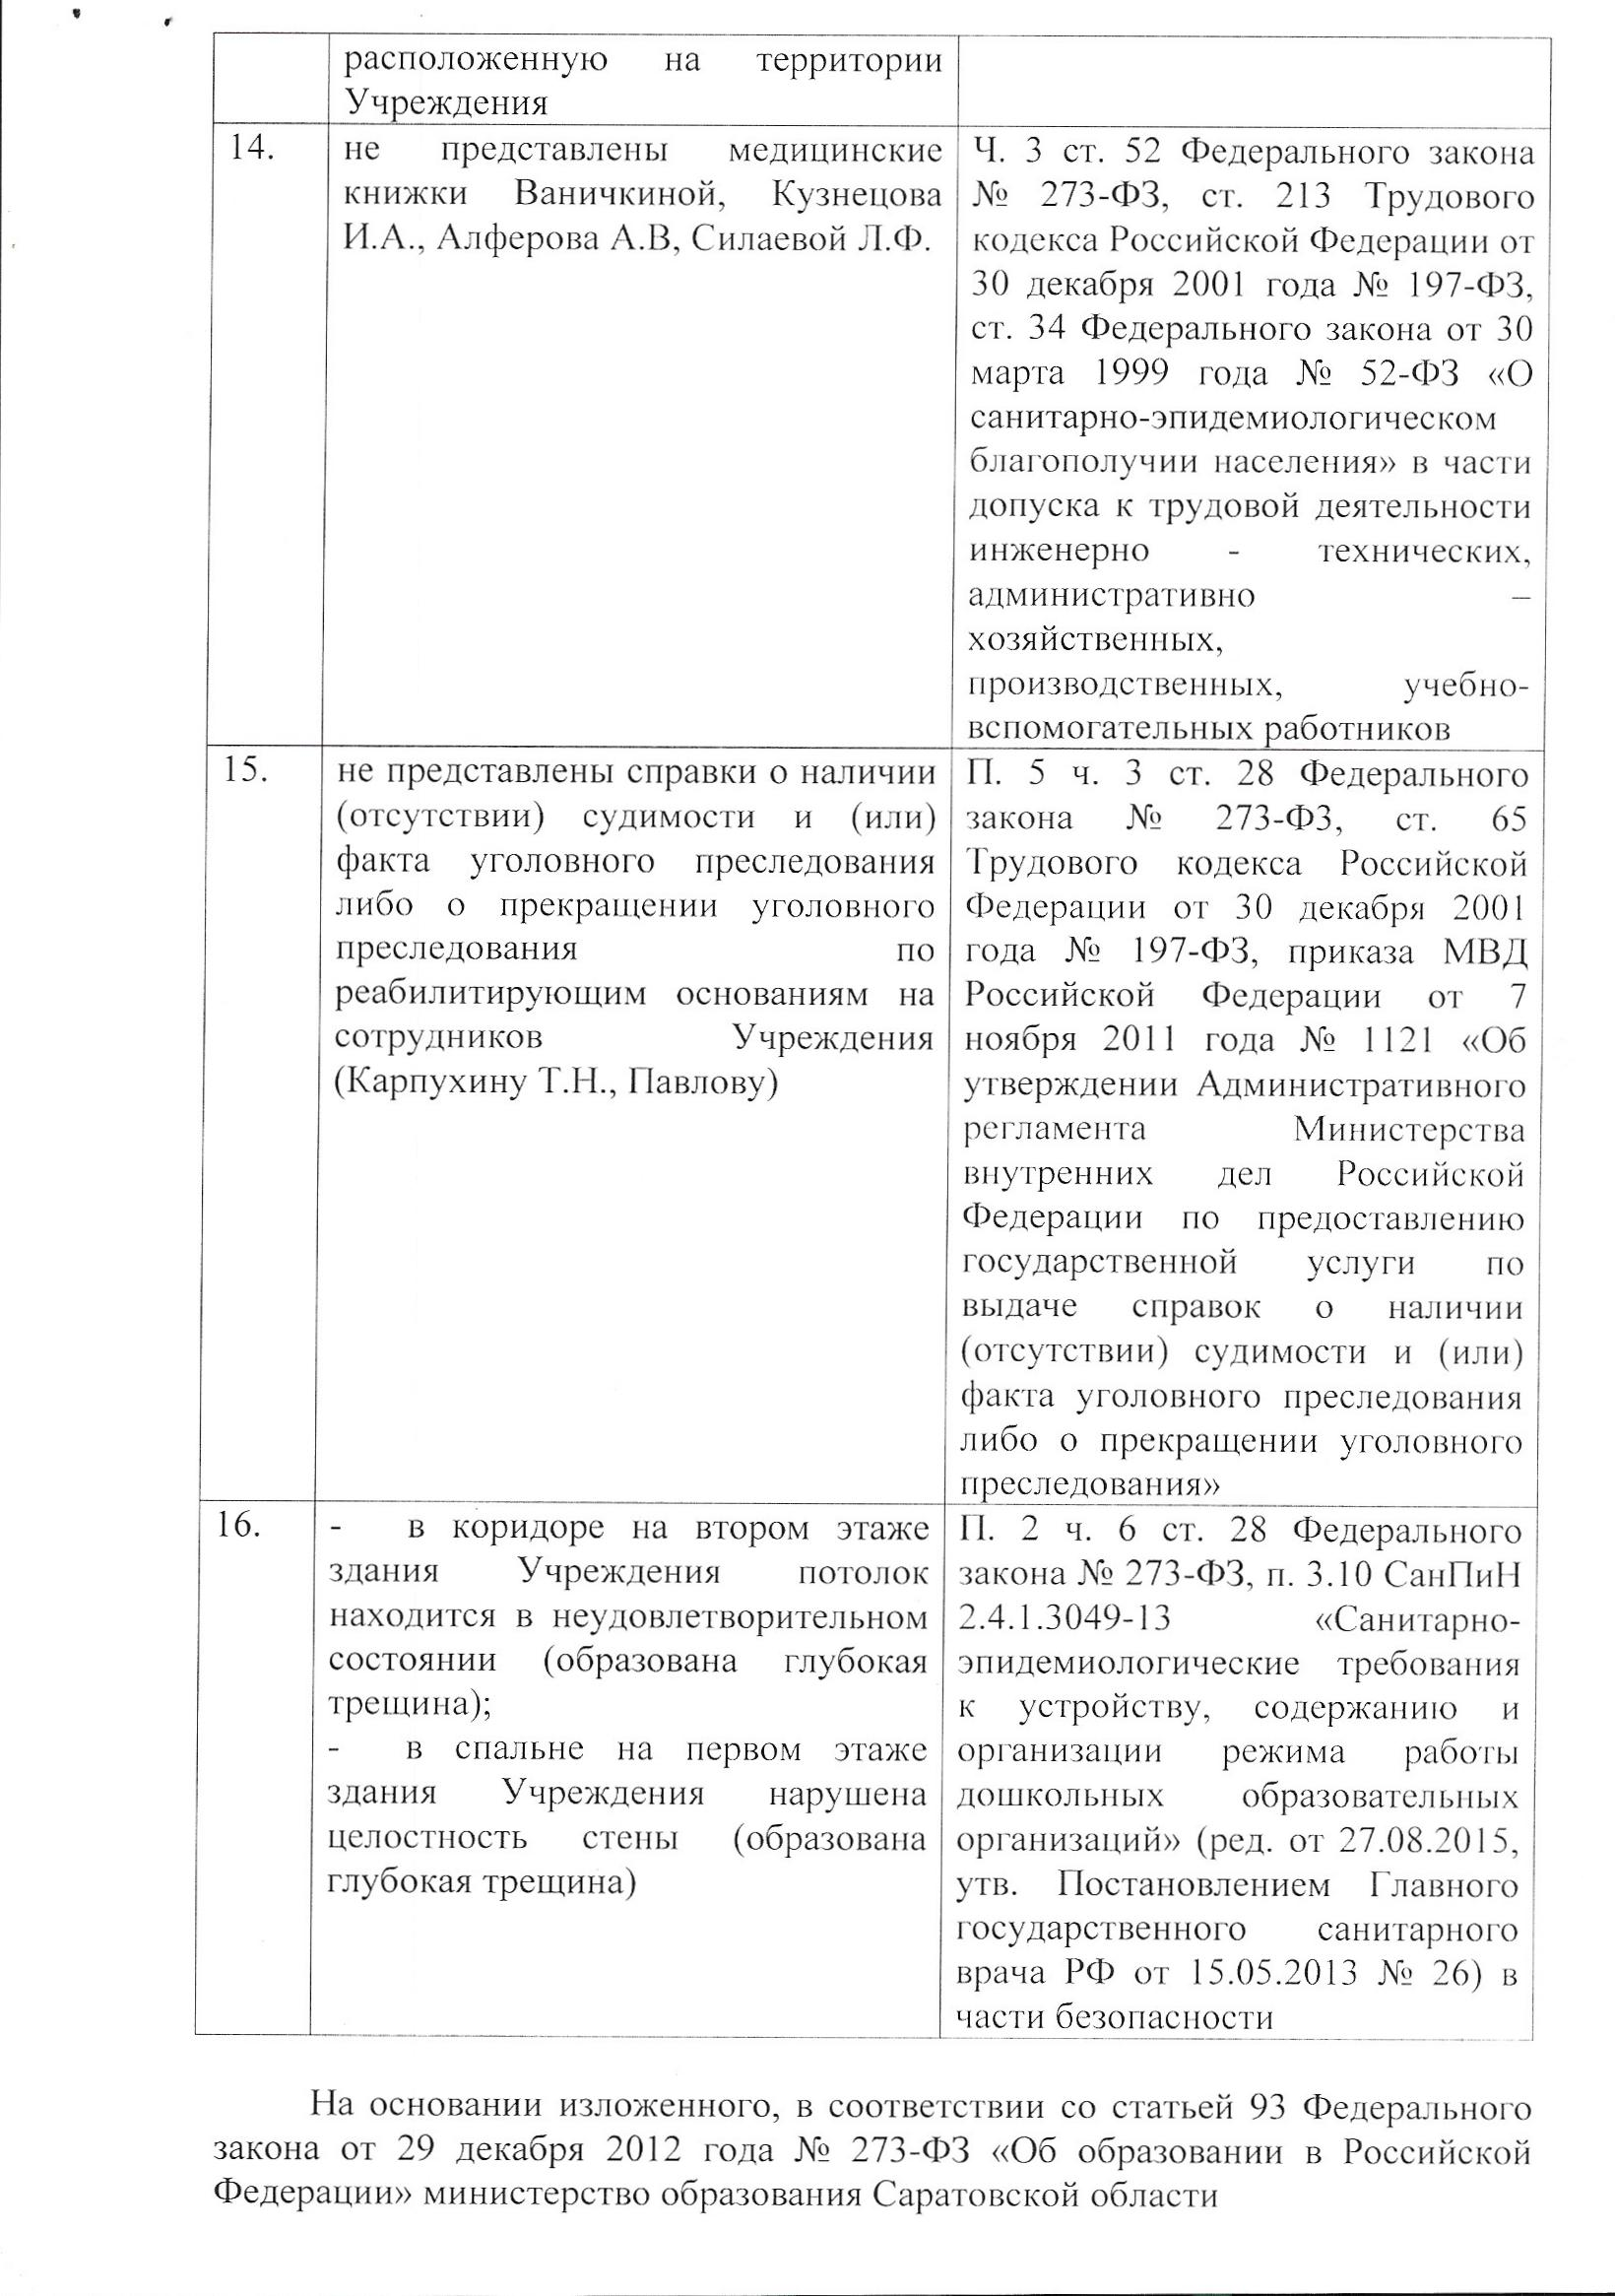 расположенную на территории
Учреждения
14.
не представлены медицинские
книжки Ваничкиной, Кузнецова
И.А., Алферова А.В, Силаевой Л.Ф.
Ч. 3 ст. 52 Федерального закона
№ 273-ФЗ, ст. 213 Трудового
кодекса Российской Федерации от
30 декабря 2001 года № 197-ФЗ,
ст. 34 Федерального закона от 30
марта 1999 года № 52-ФЗ «О
санитарно-эпидемиологическом
благополучии населения» в части
допуска к трудовой деятельности
инженерно - технических,
административно –
хозяйственных,
производственных, учебно-
вспомогательных работников
15.
не представлены справки о наличии
(отсутствии) судимости и (или)
факта уголовного преследования
либо о прекращении уголовного
преследования по
реабилитирующим основаниям на
сотрудников Учреждения
(Карпухину Т.Н., Павлову)
П. 5 ч. 3 ст. 28 Федерального
закона № 273-ФЗ, ст. 65
Трудового кодекса Российской
Федерации от 30 декабря 2001
года № 197-ФЗ, приказа МВД
Российской Федерации от 7
ноября 2011 года № 1121 «Об
утверждении Административного
регламента Министерства
внутренних дел Российской
Федерации по предоставлению
государственной услуги по
выдаче справок о наличии
(отсутствии) судимости и (или)
факта уголовного преследования
либо о прекращении уголовного
преследования»
16.
- в коридоре на втором этаже
здания Учреждения потолок
находится в неудовлетворительном
состоянии (образована глубокая
трещина);
- в спальне на первом этаже
здания Учреждения нарушена
целостность стены (образована
глубокая трещина)
П. 2 ч. 6 ст. 28 Федерального
закона № 273-ФЗ, п. 3.10 СанПиН
2.4.1.3049-13 «Санитарно-
эпидемиологические требования
к устройству, содержанию и
организации режима работы
дошкольных образовательных
организаций» (ред. от 27.08.2015,
утв. Постановлением Главного
государственного санитарного
врача РФ от 15.05.2013 № 26) в
части безопасности
На основании изложенного, в соответствии со статьей 93 Федерального
закона от 29 декабря 2012 года № 273-ФЗ «Об образовании в Российской
Федерации» министерство образования Саратовской области